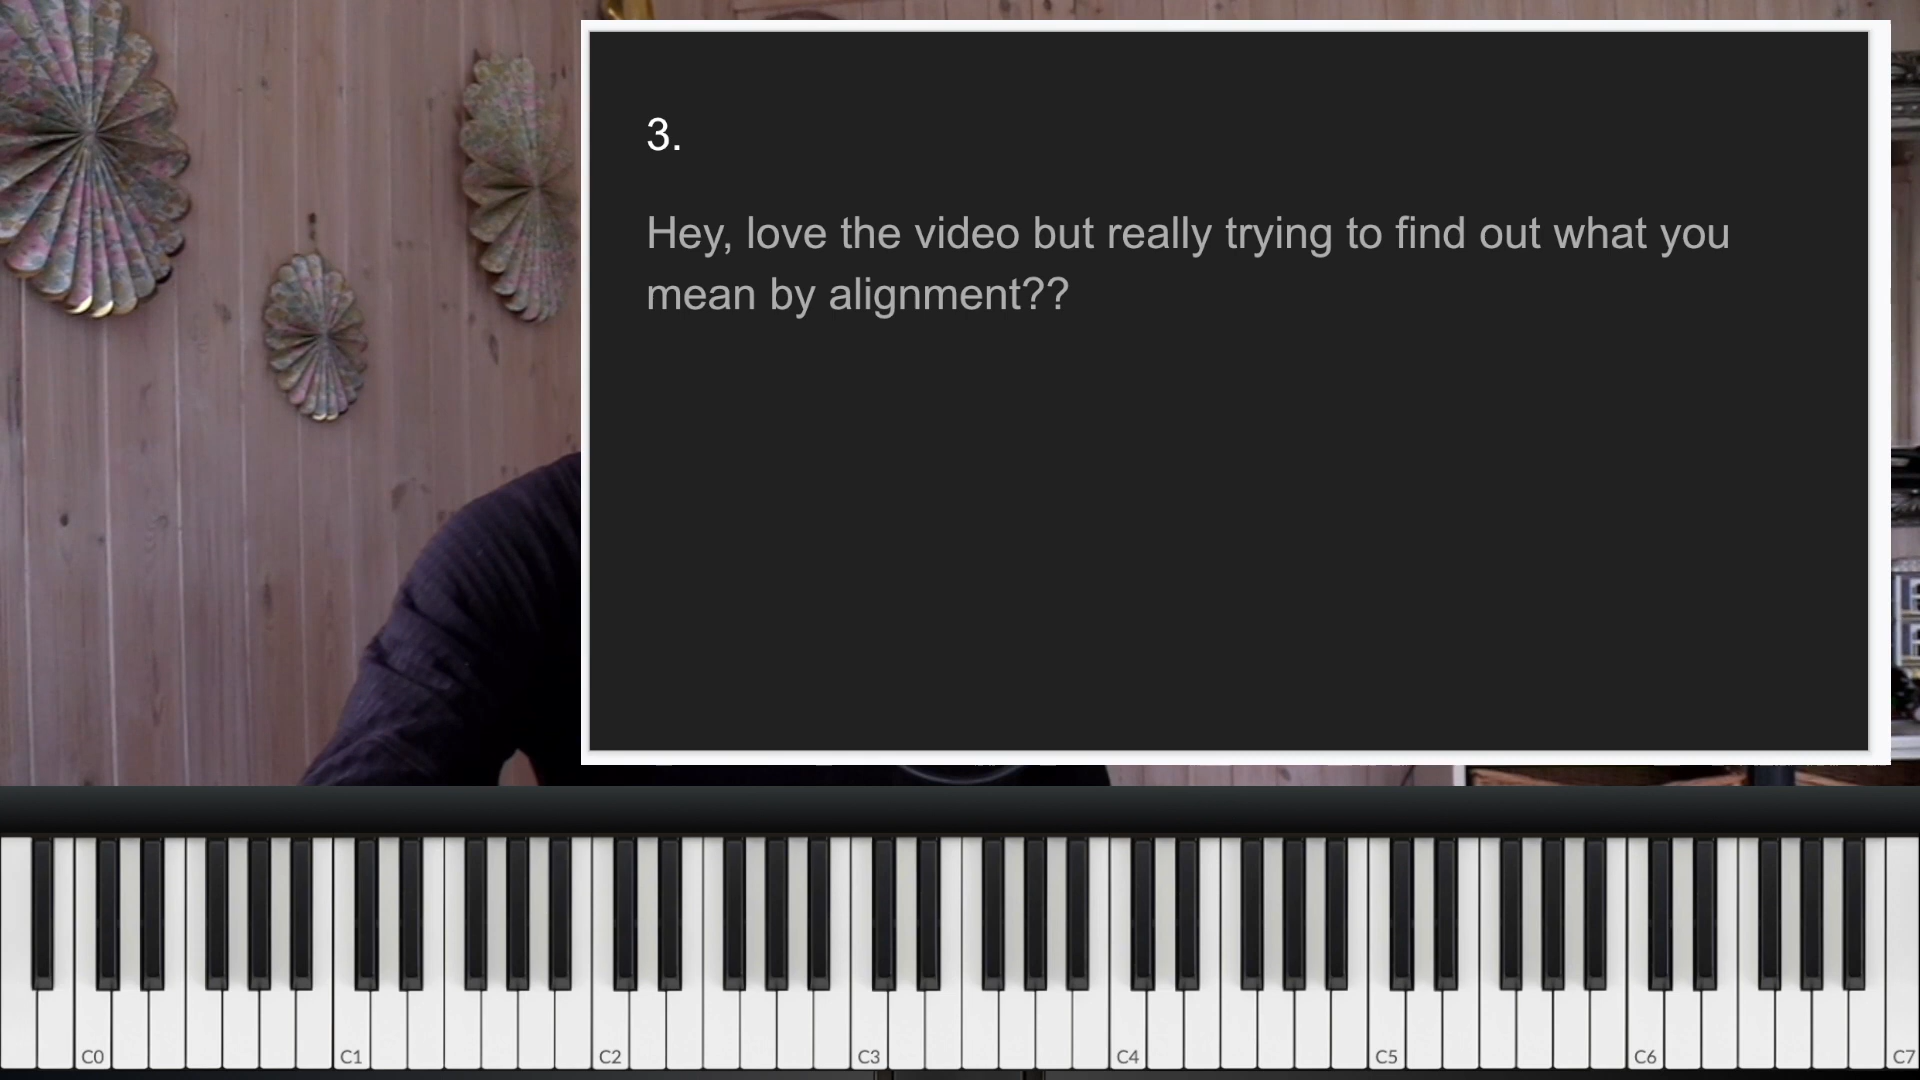 3.
Hey, love the video but really trying to find out what you
mean by alignment??
C0 C1 C2 C3 C4 C5 C6 C7